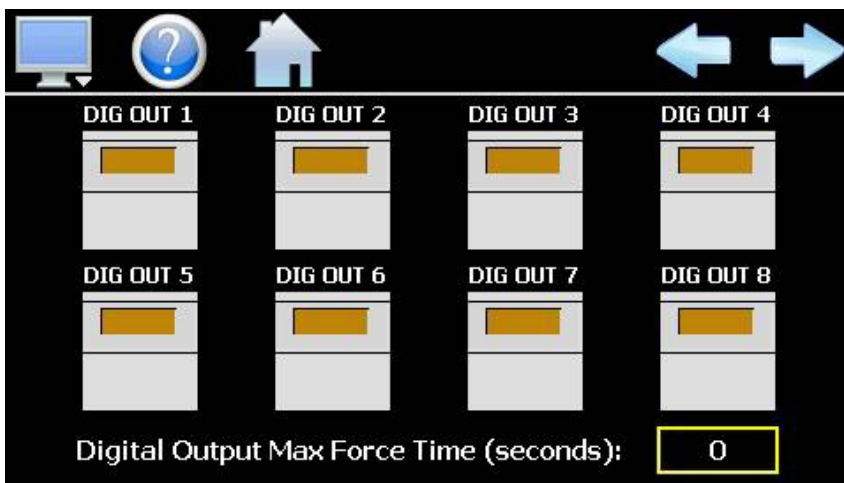 ?
DIG OUT 1 DIG OUT 2 DIG OUT 3 DIG OUT 4
DIG OUT 5 DIG OUT 6 DIG OUT 7 DIG OUT 8
Digital Output Max Force Time (seconds): 0